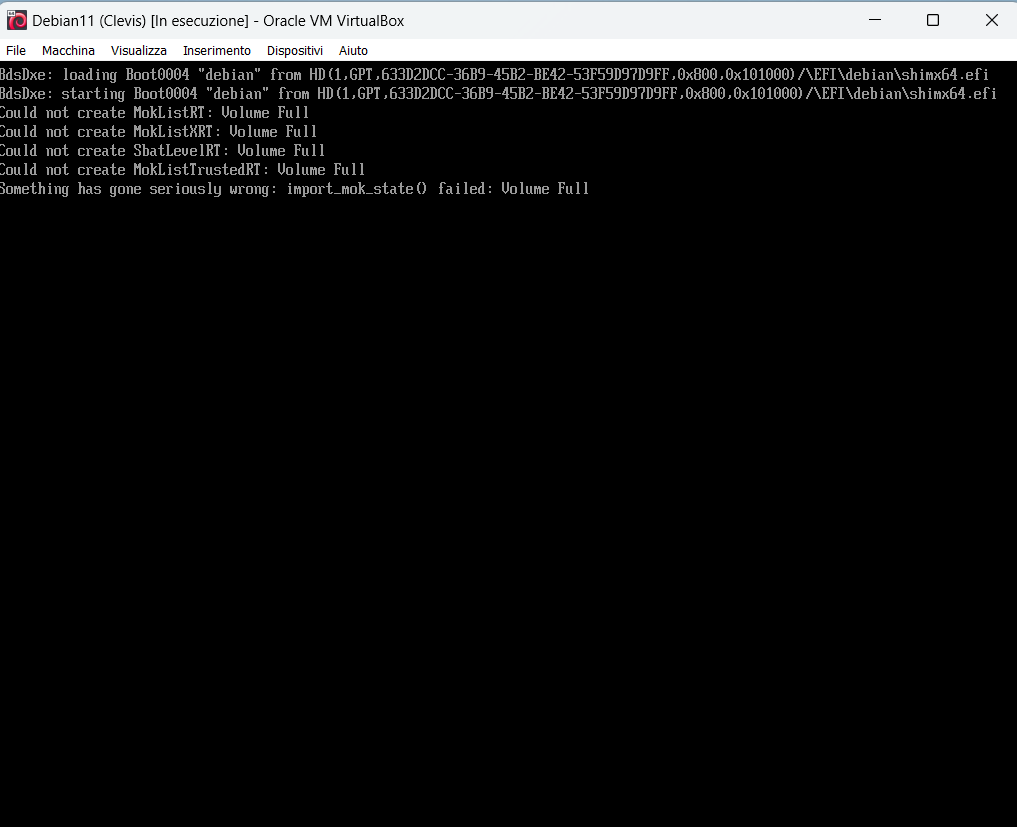 Debian11 (Clevis) [In esecuzione] - Oracle VM VirtualBox
File Macchina Visualizza Inserimento Dispositivi Aiuto
BdsDxe: loading Boot0004 "debian" from HD(1,GPT,633D2DCC-36B9-45B2-BE42-53F59D97D9FF,0x800,0x101000)/\EFI\debian\shimx64.efi
BdsDxe: starting Boot0004 "debian" from HD(1,GPT,633D2DCC-36B9-45B2-BE42-53F59D97D9FF,0x800,0x101000)/\EFI\debian\shimx64.efi
Could not create MokListRT: Volume Full
Could not create MokListXRT: Volume Full
Could not create SbatLevelRT: Volume Full
Could not create MokListTrustedRT: Volume Full
Something has gone seriously wrong: import_mok_state() failed: Volume Full